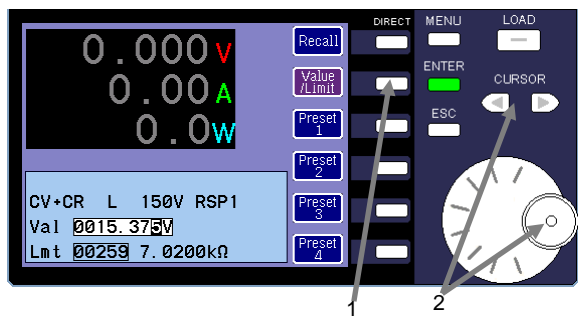 DIRECT
MENU
LOAD
0.000V
Recall
0.00A
Value
/Limit
ENTER
CURSOR
0.0W
Preset
1
ESC
Preset
2
CV+CR L 150V RSP1
Preset
3
Val 0015.375V
Lmt 00259 7.0200kΩ
Preset
4
1
2